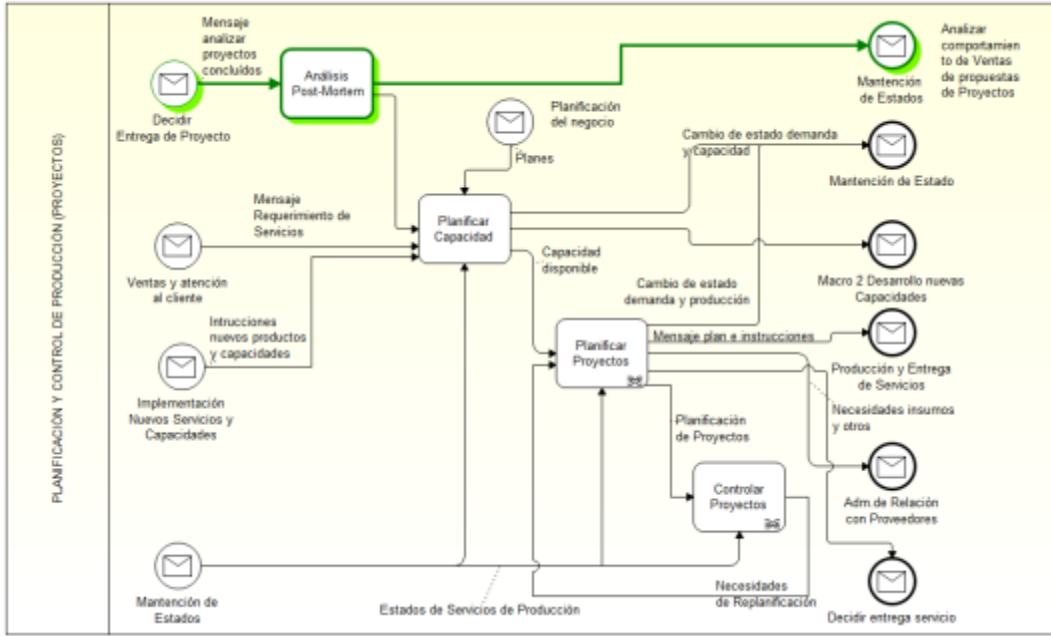 PLANIFICACIÓN Y CONTROL DE PRODUCCIÓN (PROYECTOS)
Mensaje
analizar
proyectos
concluídos
Decidir
Entrega de Proyecto
Análisis
Post-Mortem
Mantención
de Estados
Analizar
comportamien
to de Ventas
de propuestas
de Proyectos
Planificación
del negocio
Planes
Cambio de estado demanda
y capacidad
Mantención de Estado
Mensaje
Requerimiento de
Servicios
Planificar
Capacidad
Ventas y atención
al cliente
Capacidad
disponible
Macro 2 Desarrollo nuevas
Capacidades
Cambio de estado
demanda y producción
Intrucciones
nuevos productos
y capacidades
Planificar
Proyectos
Mensaje plan e instrucciones
Producción y Entrega
de Servicios
Implementación
Nuevos Servicios y
Capacidades
Necesidades insumos
y otros
Planificación
de Proyectos
Controlar
Proyectos
Adm.de Relación
con Proveedores
Mantención de
Estados
Estados de Servicios de Producción
Necesidades
de Replanificación
Decidir entrega servicio